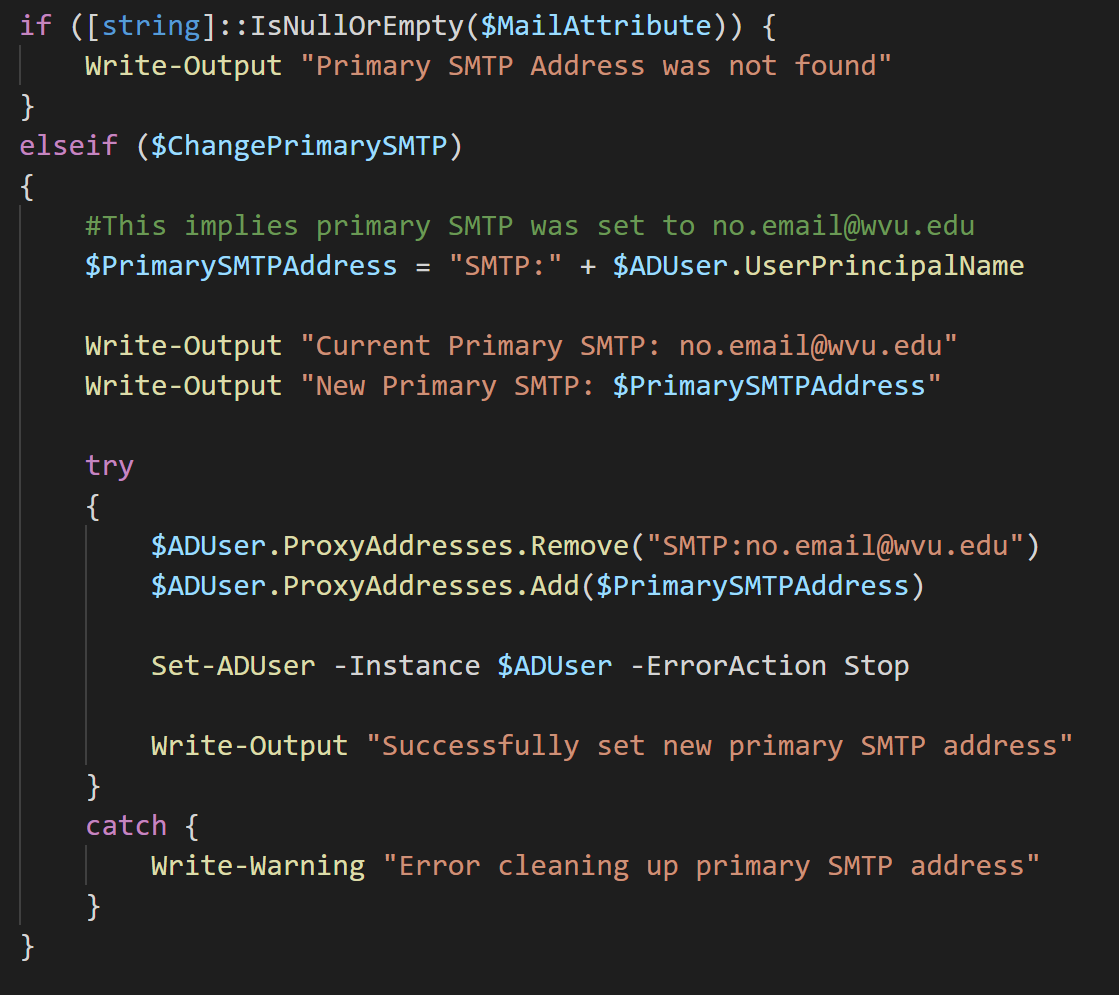 if ([string]::IsNullOrEmpty($MailAttribute)) {
    Write-Output "Primary SMTP Address was not found"
}
elseif ($ChangePrimarySMTP)
{
    #This implies primary SMTP was set to no.email@wvu.edu
    $PrimarySMTPAddress = "SMTP:" + $ADUser.UserPrincipalName

    Write-Output "Current Primary SMTP: no.email@wvu.edu"
    Write-Output "New Primary SMTP: $PrimarySMTPAddress"

    try
    {
        $ADUser.ProxyAddresses.Remove("SMTP:no.email@wvu.edu")
        $ADUser.ProxyAddresses.Add($PrimarySMTPAddress)

        Set-ADUser -Instance $ADUser -ErrorAction Stop

        Write-Output "Successfully set new primary SMTP address"
    }
    catch {
        Write-Warning "Error cleaning up primary SMTP address"
    }
}